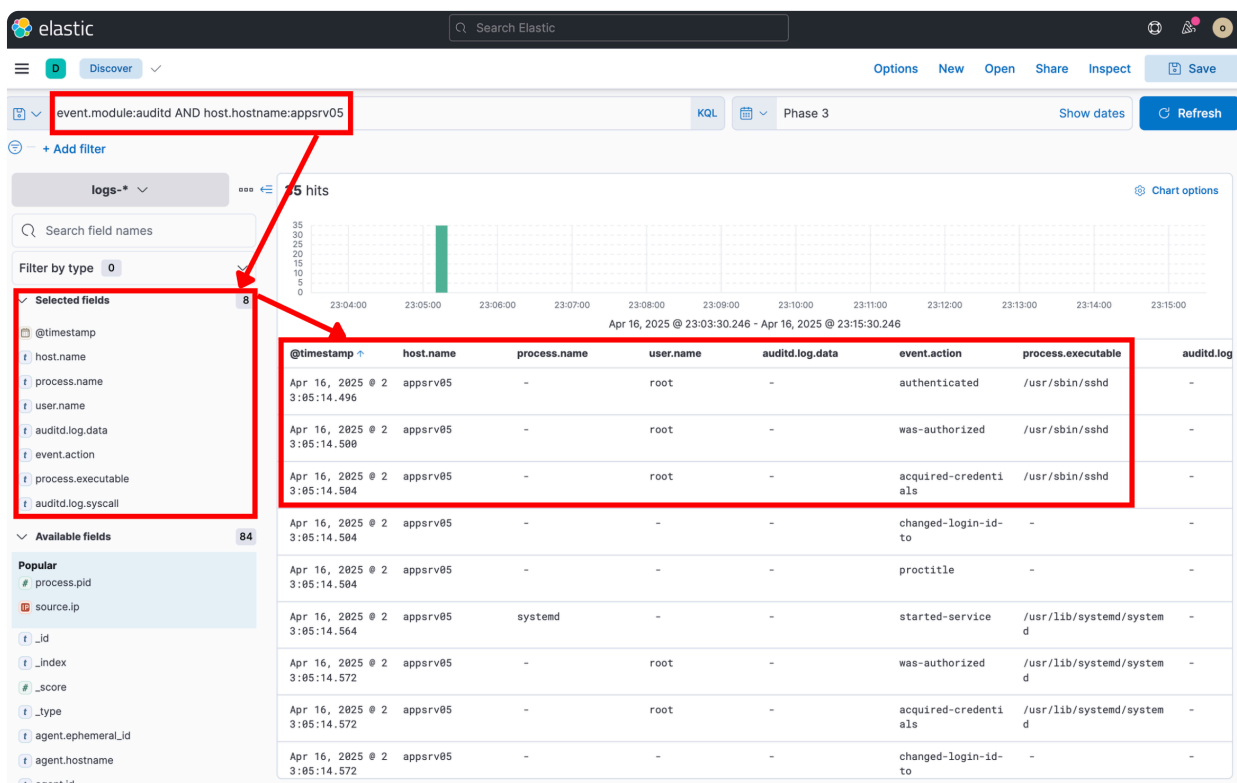 elastic
Search Elastic
o
D
Discover
Options New Open Share Inspect Save
event.module:auditd AND host.hostname:appsrv05
KQL
Phase 3
Show dates
Refresh
+ Add filter
logs-*
35 hits
Chart options
Search field names
Filter by type 0
Selected fields 8
@timestamp
t host.name
t process.name
t user.name
t auditd.log.data
t event.action
t process.executable
t auditd.log.syscall
Available fields 84
Popular
# process.pid
IP source.ip
t _id
t _index
# _score
t _type
t agent.ephemeral_id
t agent.hostname
35
30
25
20
15
10
5
0
23:04:00 23:05:00 23:06:00 23:07:00 23:08:00 23:09:00 23:10:00 23:11:00 23:12:00 23:13:00 23:14:00 23:15:00
Apr 16, 2025 @ 23:03:30.246 - Apr 16, 2025 @ 23:15:30.246
@timestamp host.name process.name user.name auditd.log.data event.action process.executable auditd.log
Apr 16, 2025 @ 2 appsrv05 - root - authenticated /usr/sbin/sshd -
3:05:14.496
Apr 16, 2025 @ 2 appsrv05 - root - was-authorized /usr/sbin/sshd -
3:05:14.500
Apr 16, 2025 @ 2 appsrv05 - root - acquired-credenti /usr/sbin/sshd -
3:05:14.504 als
Apr 16, 2025 @ 2 appsrv05 - - - changed-login-id- - -
3:05:14.504 to
Apr 16, 2025 @ 2 appsrv05 - - - proctitle - -
3:05:14.504
Apr 16, 2025 @ 2 appsrv05 systemd - - started-service /usr/lib/systemd/system -
3:05:14.564 d
Apr 16, 2025 @ 2 appsrv05 - root - was-authorized /usr/lib/systemd/system -
3:05:14.572 d
Apr 16, 2025 @ 2 appsrv05 - root - acquired-credenti /usr/lib/systemd/system -
3:05:14.572 als d
Apr 16, 2025 @ 2 appsrv05 - - - changed-login-id- - -
3:05:14.572 to